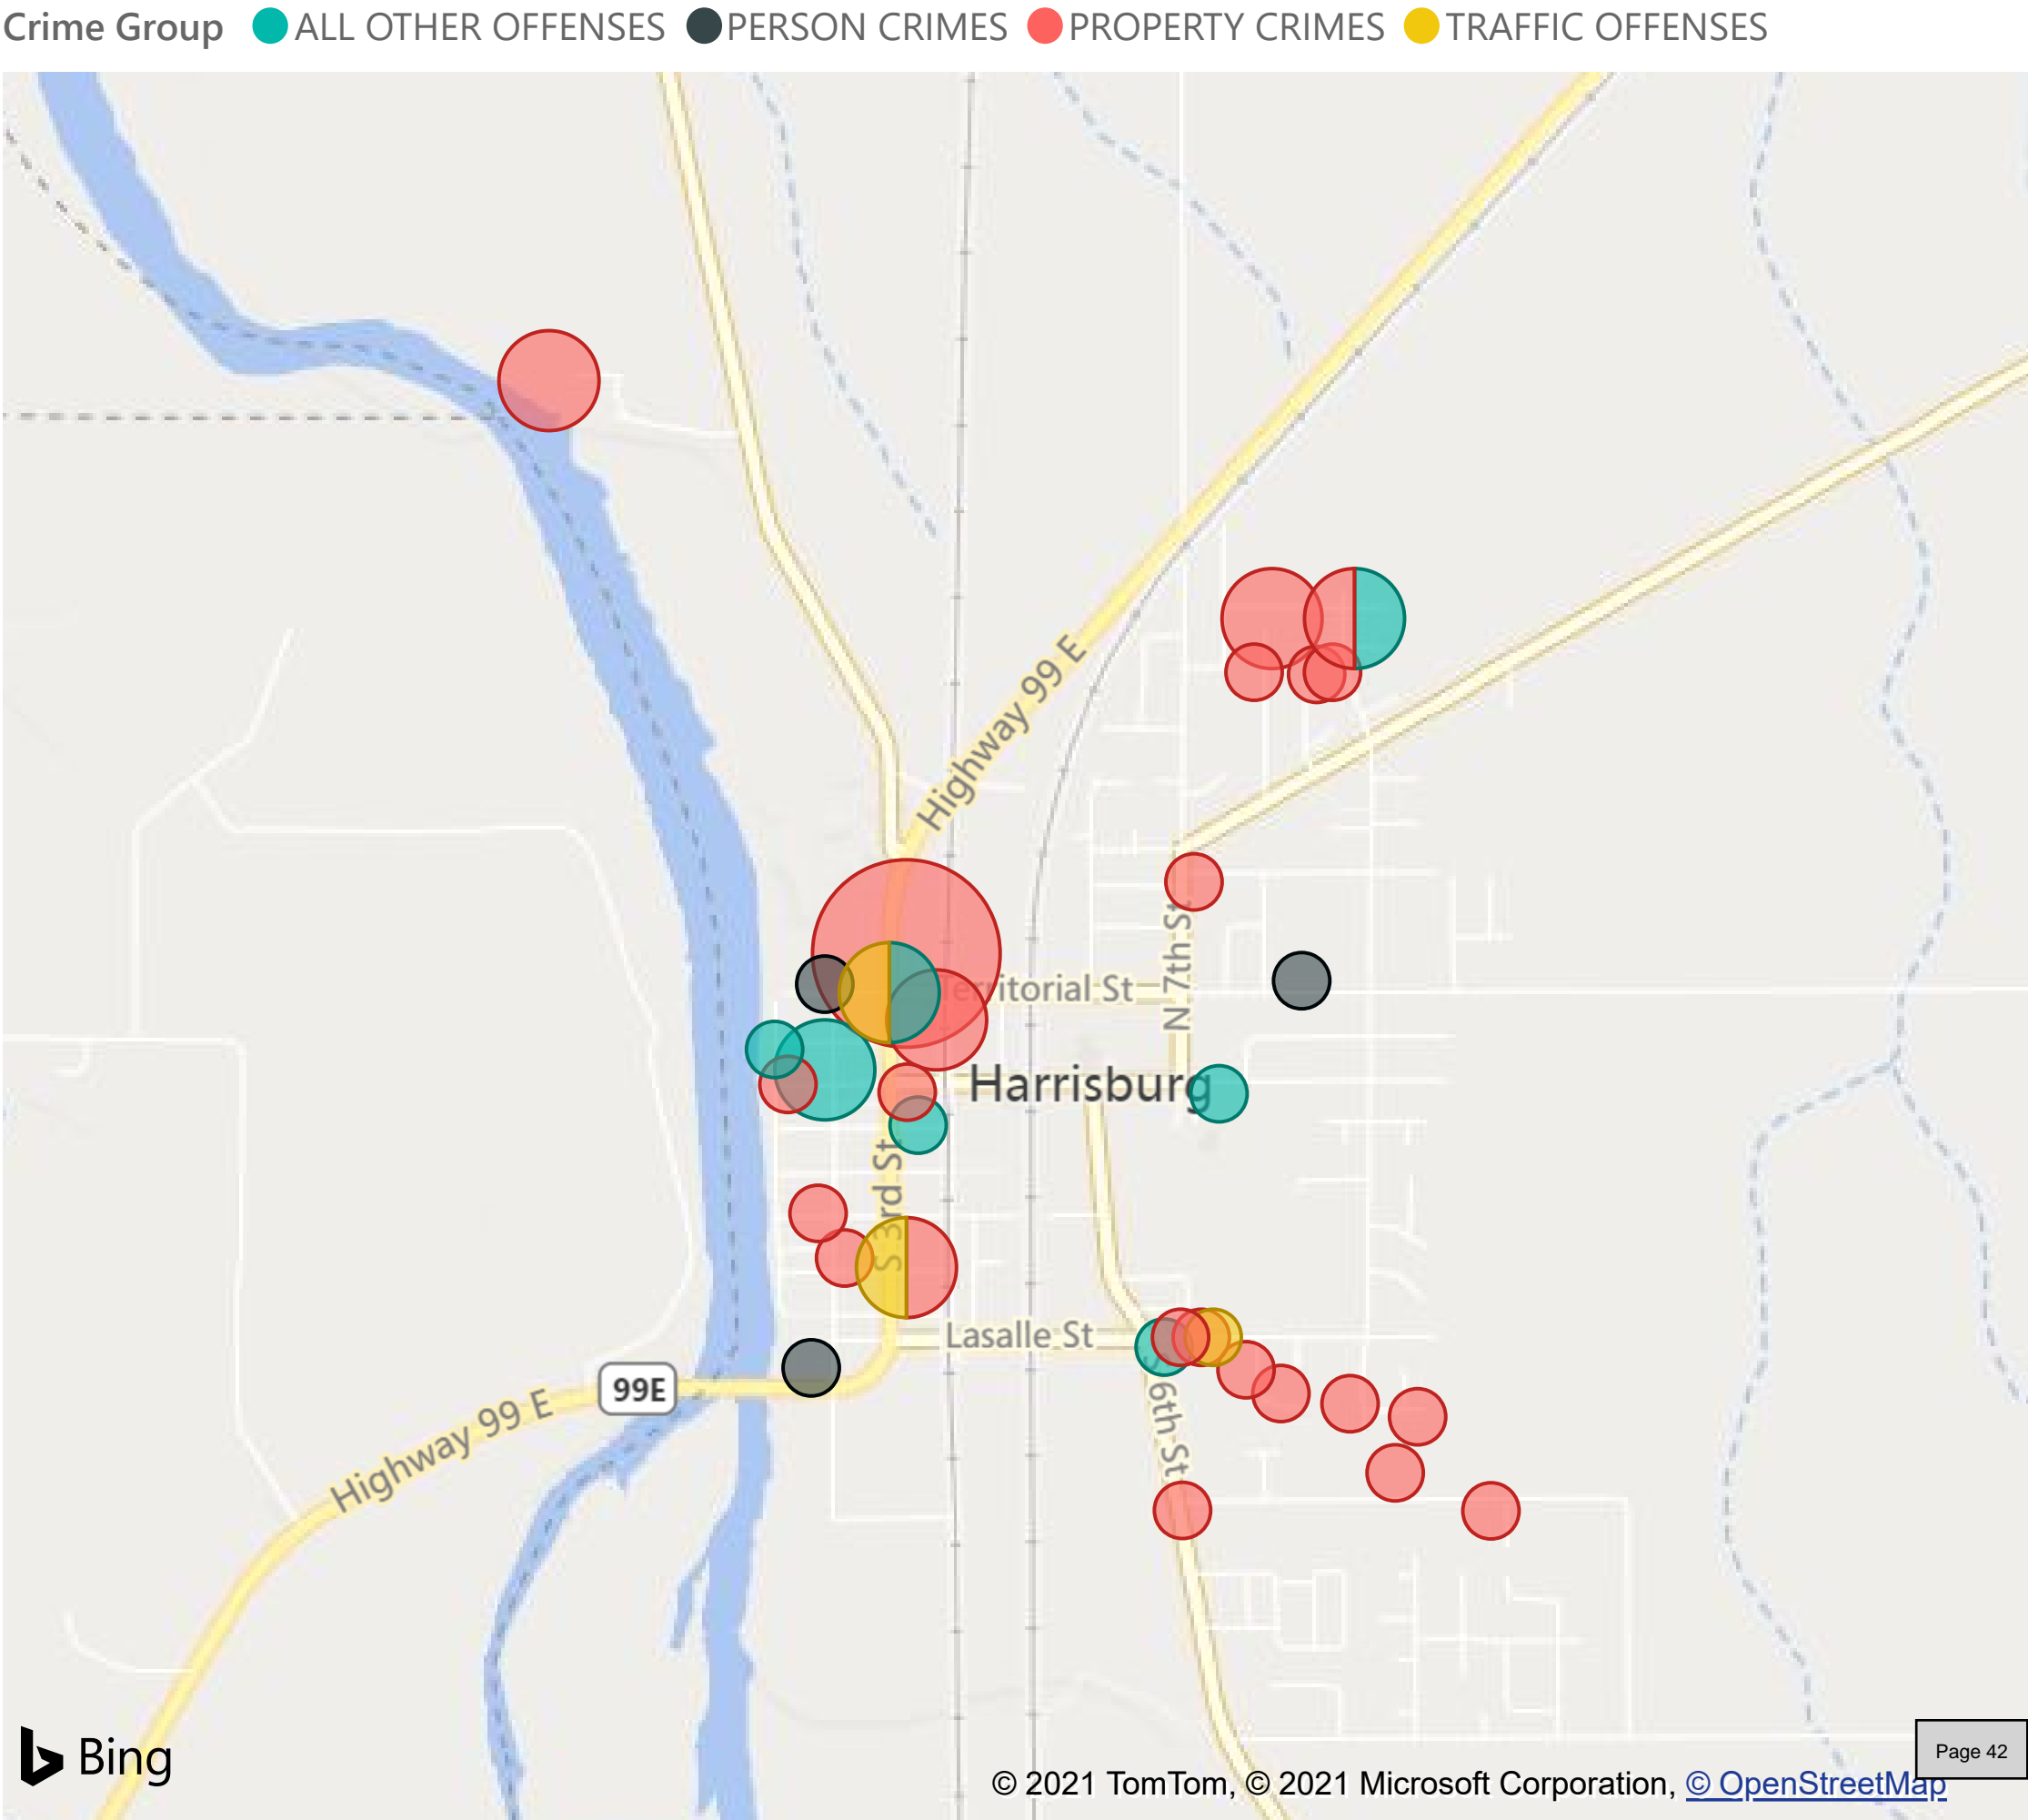 Crime Group ALL OTHER OFFENSES PERSON CRIMES PROPERTY CRIMES TRAFFIC OFFENSES
Highway 99 E
N 7th St
Territorial St
Harrisburg
S 3rd St
Lasalle St
99E
Highway 99 E
S 6th St
Bing
Page 42
© 2021 TomTom, © 2021 Microsoft Corporation, © OpenStreetMap